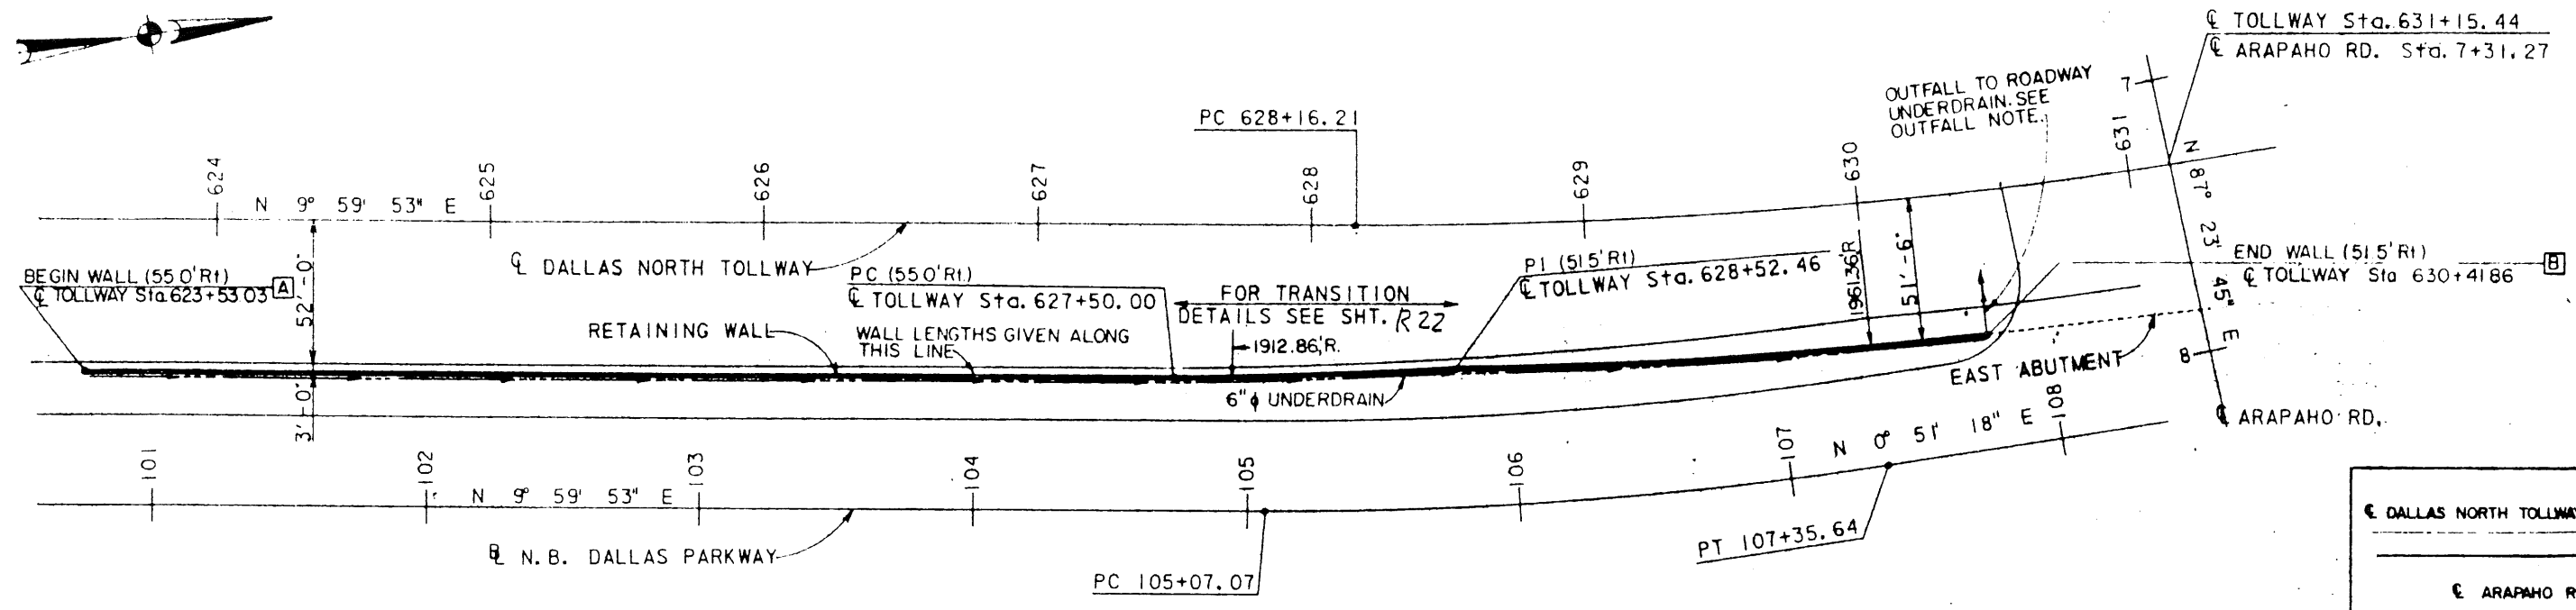 ℄ TOLLWAY Sta. 631+15.44
℄ ARAPAHO RD. Sta. 7+31.27
OUTFALL TO ROADWAY
UNDERDRAIN. SEE
OUTFALL NOTE.
7
PC 628+16.21
624
625
626
627
628
629
630
631
N 9° 59' 53" E
N 87° 23' 45" E
℄ DALLAS NORTH TOLLWAY
BEGIN WALL (55.0' Rt)
℄ TOLLWAY Sta 623+53.03 A
52'-0"
PC (55.0' Rt.)
℄ TOLLWAY Sta. 627+50.00
FOR TRANSITION
DETAILS SEE SHT. R 22
PI (51.5' Rt)
℄ TOLLWAY Sta. 628+52.46
1961.36' R
51'-6"
END WALL (51.5' Rt)
℄ TOLLWAY Sta 630+41.86
B
RETAINING WALL
WALL LENGTHS GIVEN ALONG
THIS LINE
1912.86' R.
6" ϕ UNDERDRAIN
EAST ABUTMENT
8
℄ ARAPAHO RD.
3'-0"
101
102
103
104
105
106
107
108
N 9° 59' 53" E
N 0° 51' 18" E
B N.B. DALLAS PARKWAY
PC 105+07.07
PT 107+35.64
℄ DALLAS NORTH TOLLWAY
℄ ARAPAHO R